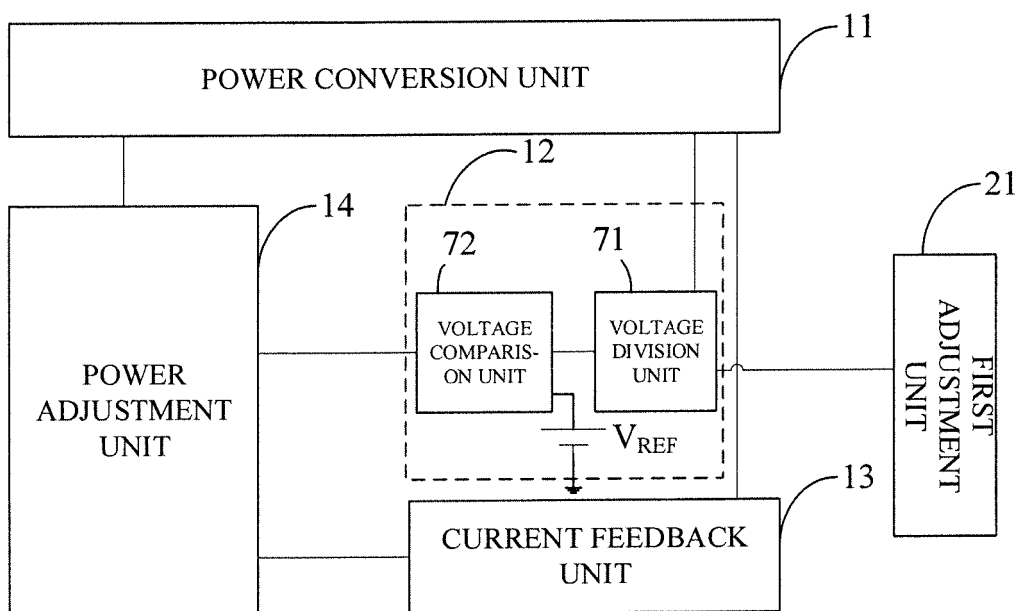 11
POWER CONVERSION UNIT
12
14
21
72
71
VOLTAGE
COMPARIS-
ON UNIT
VOLTAGE
DIVISION
UNIT
FIRST
ADJUSTMENT
UNIT
POWER
ADJUSTMENT
UNIT
VREF
13
CURRENT FEEDBACK
UNIT